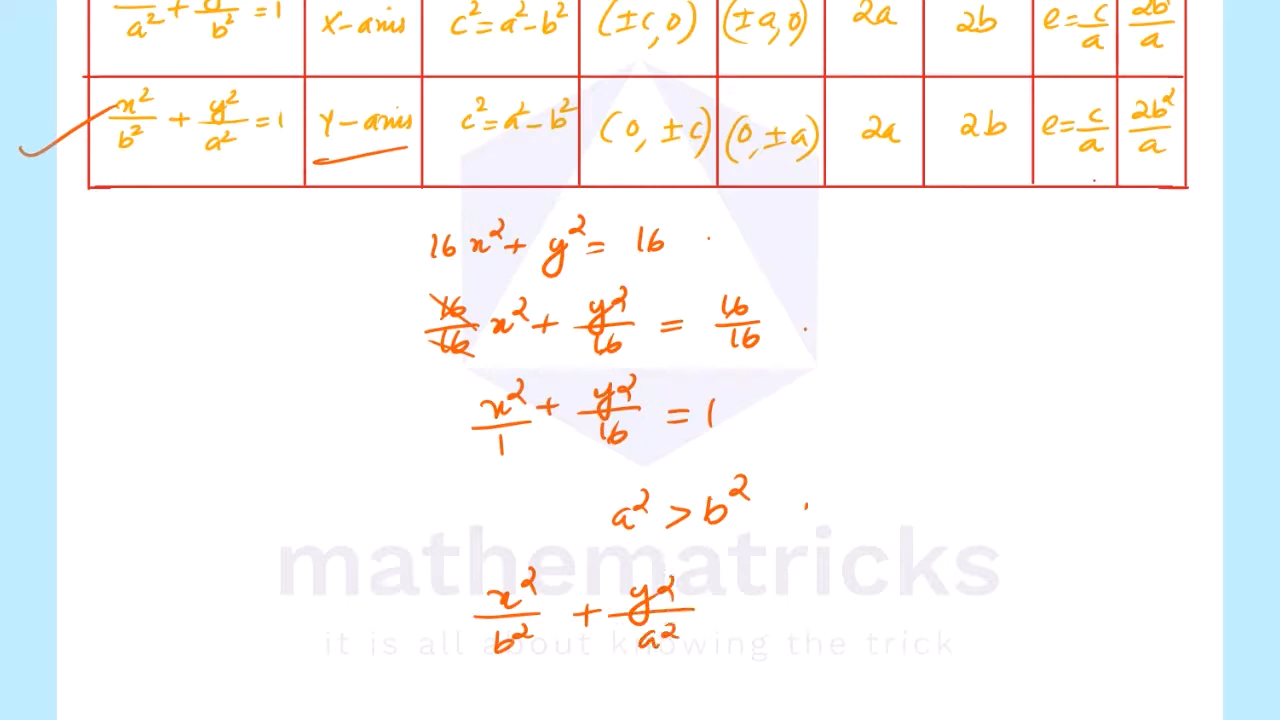 x²/a² + y²/b² = 1 | x-axis | c² = a² - b² | (±c, 0) | (±a, 0) | 2a | 2b | e = c/a | 2b²/a
x²/b² + y²/a² = 1 | Y-axis | c² = a² - b² | (0, ±c) | (0, ±a) | 2a | 2b | e = c/a | 2b²/a
16x² + y² = 16
16/16 x² + y²/16 = 16/16
x²/1 + y²/16 = 1
a² > b²
mathematricks
x²/b² + y²/a²
it is all about knowing the trick